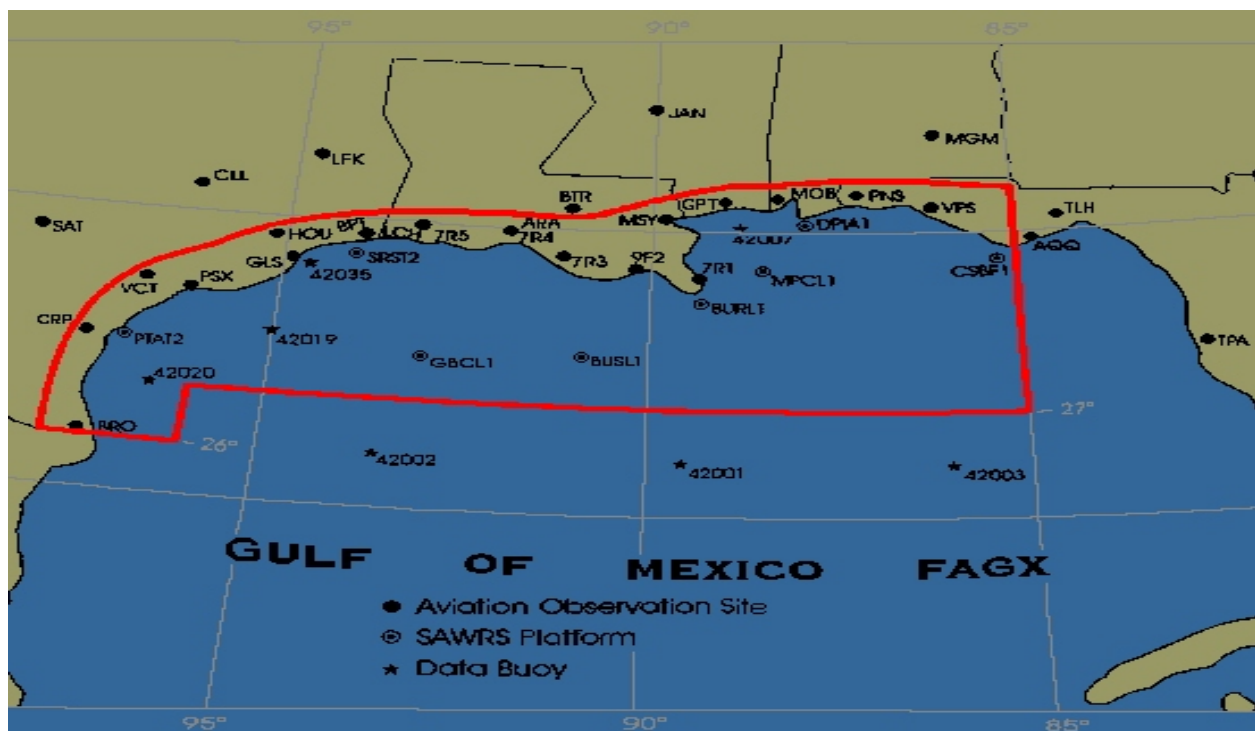 95°
90°
85°
JAN
MGM
LFK
CLL
BTR
GPT
MOB
PNS
SAT
MSY
VPS
TLH
HOU
BPT
LCH
7R5
ARA
7R4
DPIA1
42007
AQQ
GLS
SRST2
42035
7R3
9F2
7R1
MPCL1
CSBF1
VCT
PSX
BURL1
CRP
PTAT2
42019
TPA
GBCL1
BUSL1
42020
27°
BRO
26°
42002
42001
42003
GULF OF MEXICO FAGX
Aviation Observation Site
SAWRS Platform
Data Buoy
95°
90°
85°